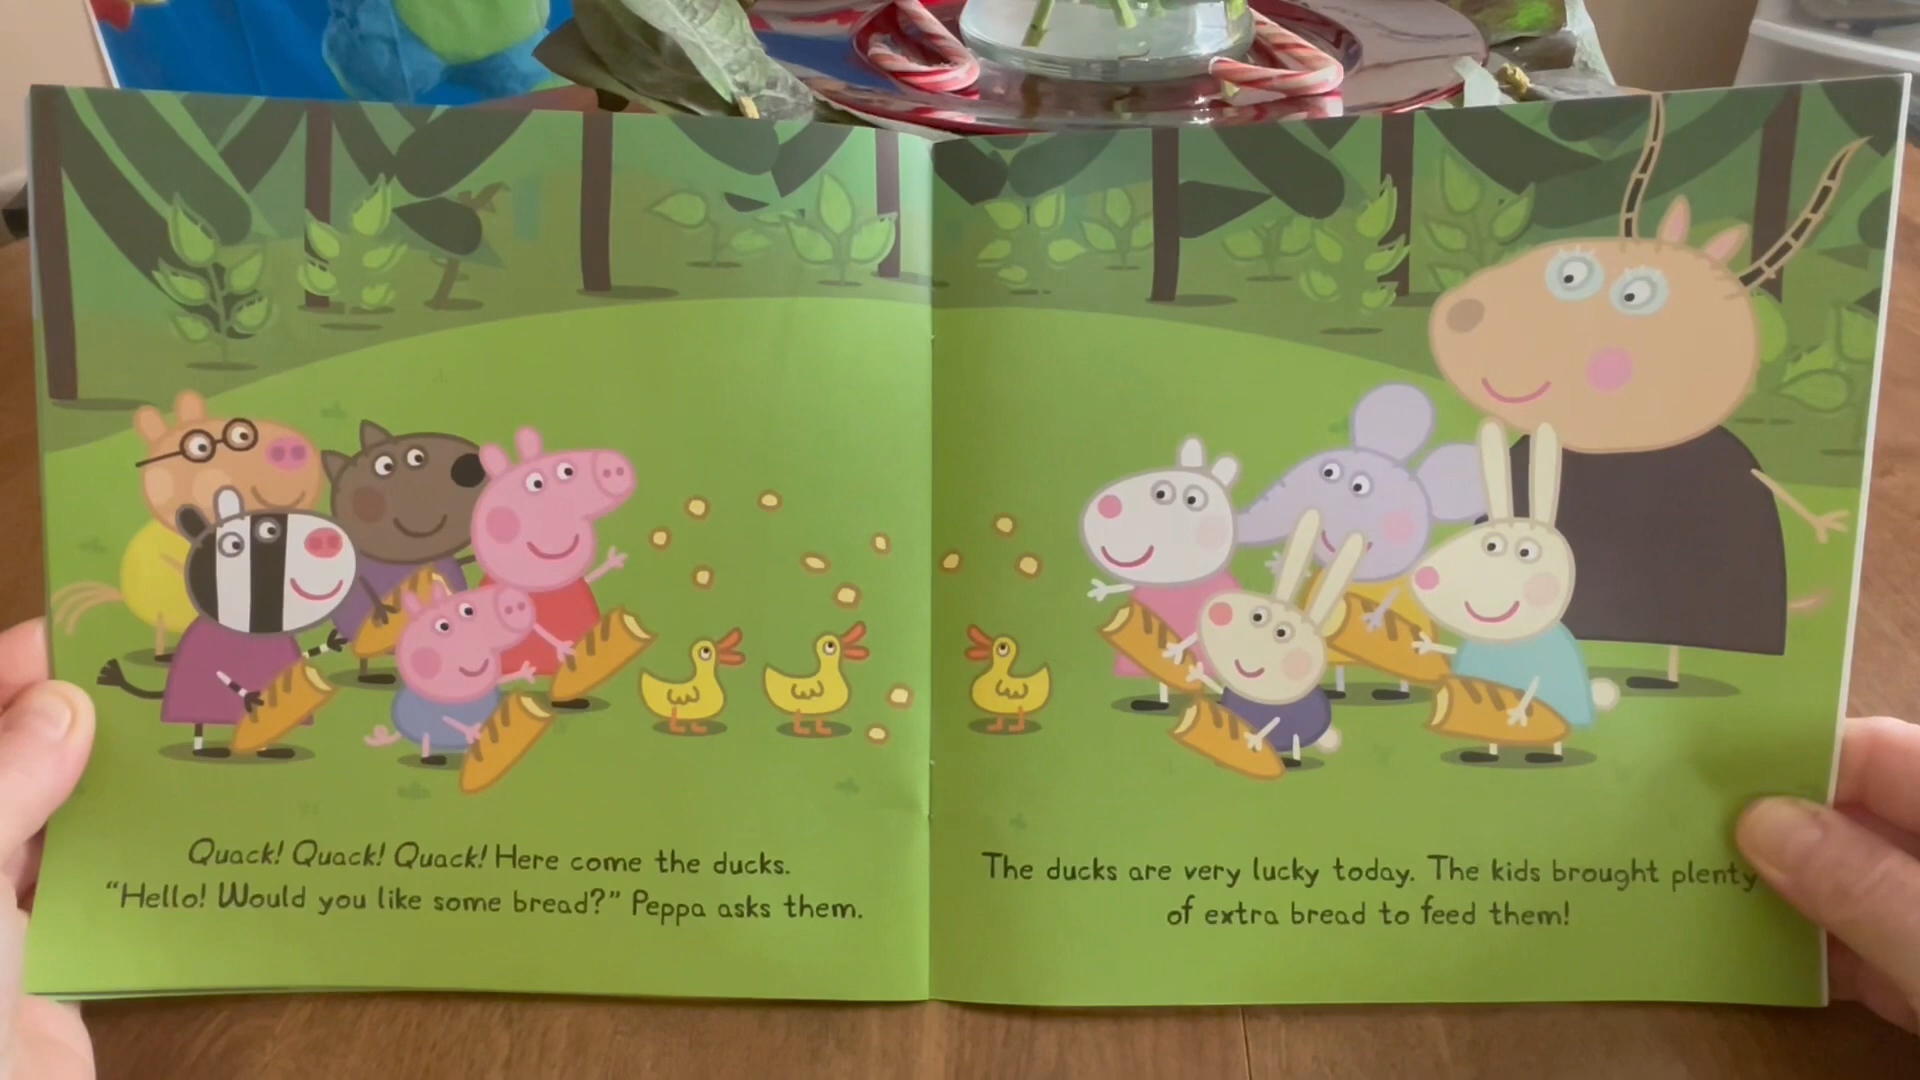 Quack! Quack! Quack! Here come the ducks.
“Hello! Would you like some bread?” Peppa asks them.
The ducks are very lucky today. The kids brought plenty
of extra bread to feed them!